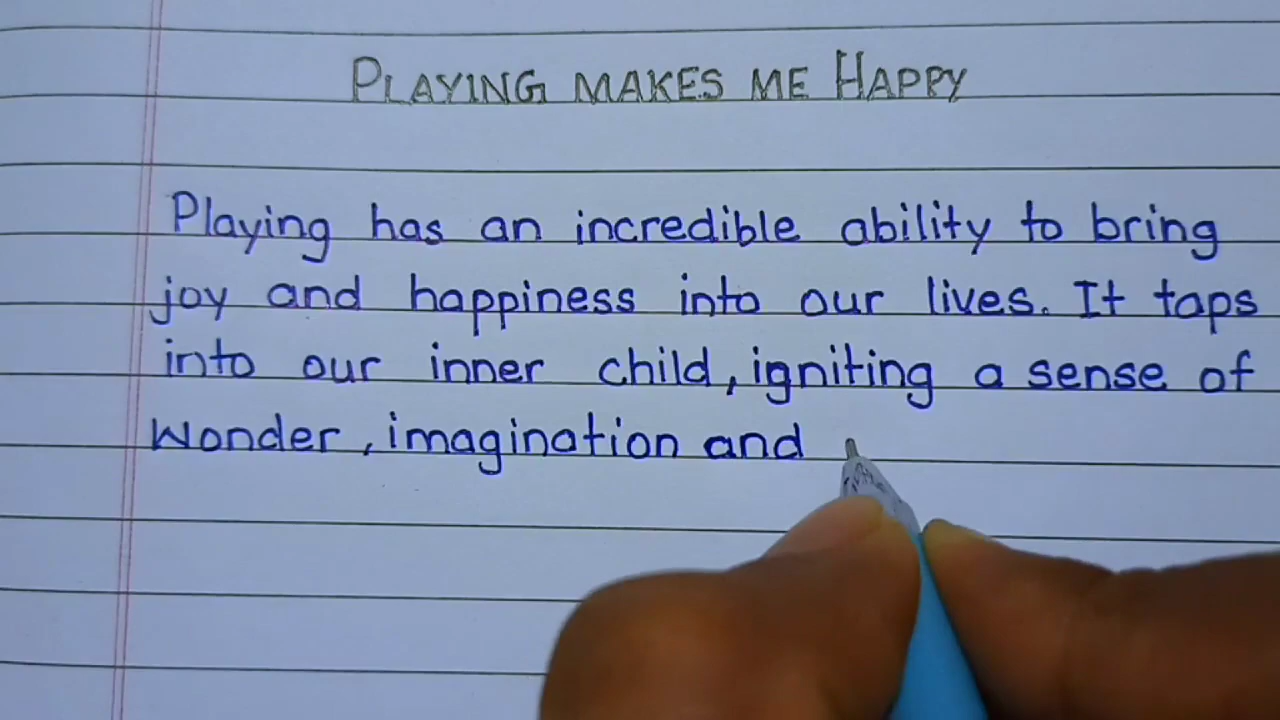 PLAYING MAKES ME HAPPY
Playing has an incredible ability to bring
joy and happiness into our lives. It taps
into our inner child, igniting a sense of
wonder, imagination and